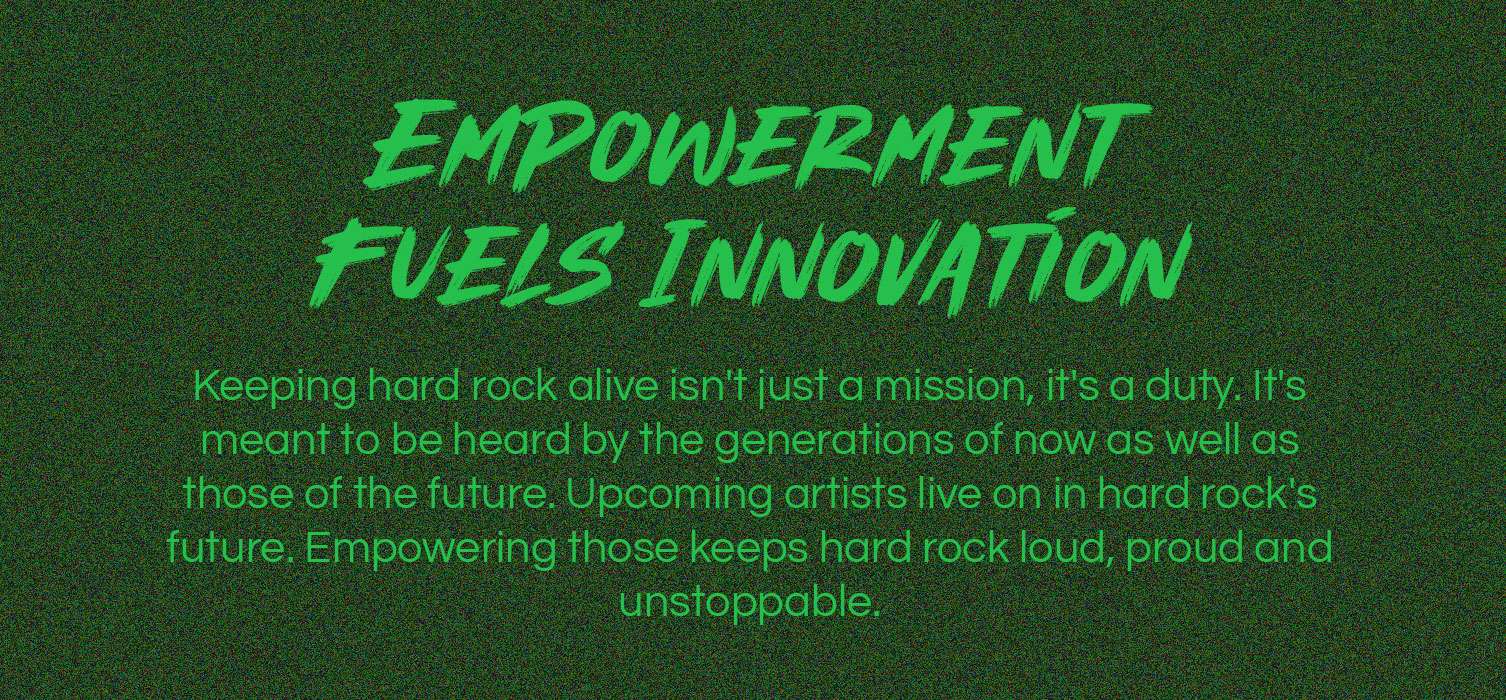 EMPOWERMENT
FUELS INNOVATION
Keeping hard rock alive isn't just a mission, it's a duty. It's
meant to be heard by the generations of now as well as
those of the future. Upcoming artists live on in hard rock's
future. Empowering those keeps hard rock loud, proud and
unstoppable.